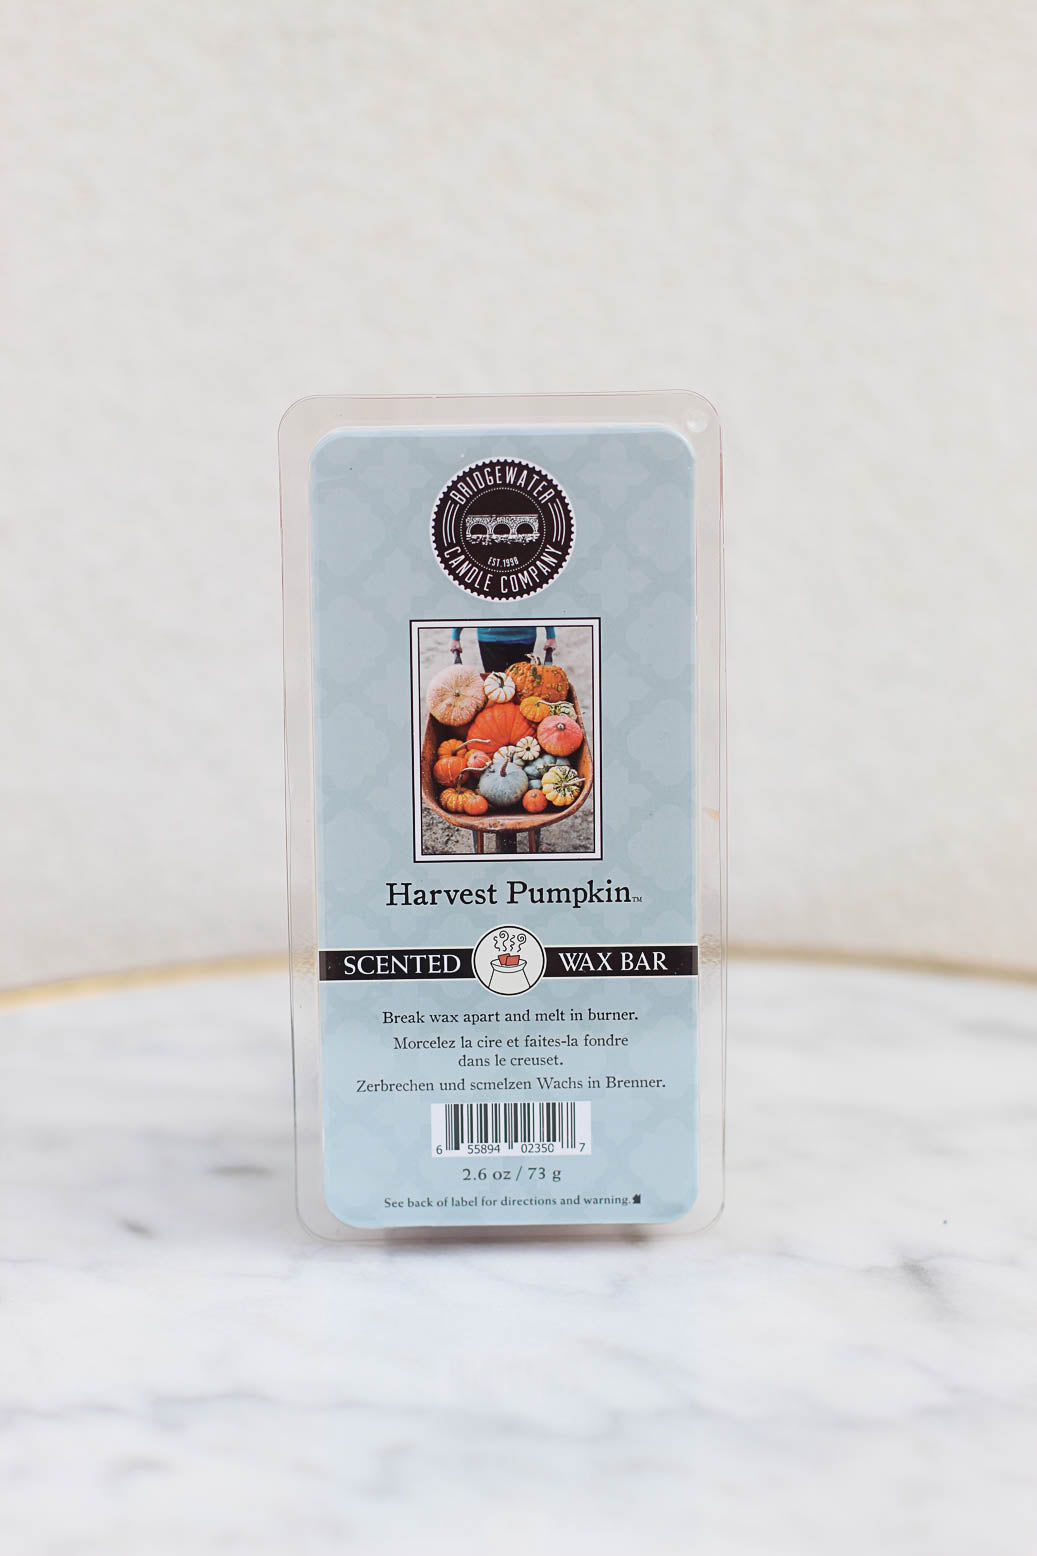 BRIDGEWATER
EST. 1998
CANDLE COMPANY
Harvest Pumpkin™
SCENTED WAX BAR
Break wax apart and melt in burner.
Morcelez la cire et faites-la fondre
dans le creuset.
Zerbrechen und scmelzen Wachs in Brenner.
6 55894 02350 7
2.6 oz / 73 g
See back of label for directions and warning.